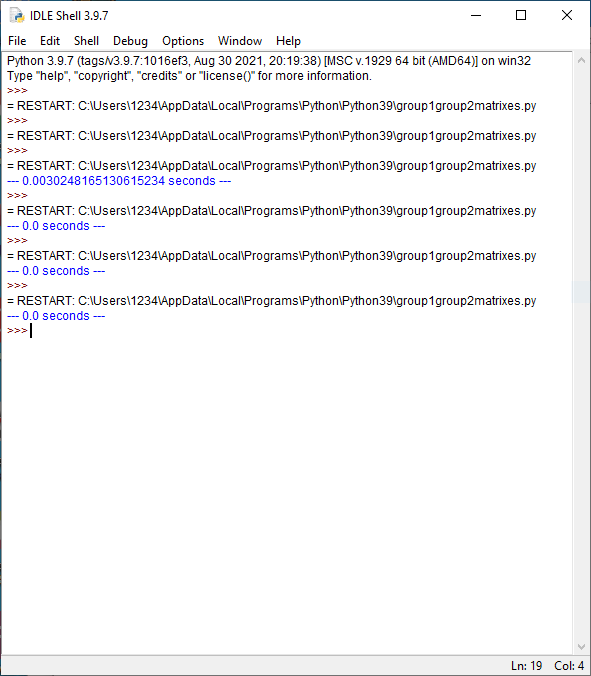 IDLE Shell 3.9.7
File Edit Shell Debug Options Window Help
Python 3.9.7 (tags/v3.9.7:1016ef3, Aug 30 2021, 20:19:38) [MSC v.1929 64 bit (AMD64)] on win32
Type "help", "copyright", "credits" or "license()" for more information.
>>>
= RESTART: C:\Users\1234\AppData\Local\Programs\Python\Python39\group1group2matrixes.py
>>>
= RESTART: C:\Users\1234\AppData\Local\Programs\Python\Python39\group1group2matrixes.py
>>>
= RESTART: C:\Users\1234\AppData\Local\Programs\Python\Python39\group1group2matrixes.py
--- 0.0030248165130615234 seconds ---
>>>
= RESTART: C:\Users\1234\AppData\Local\Programs\Python\Python39\group1group2matrixes.py
--- 0.0 seconds ---
>>>
= RESTART: C:\Users\1234\AppData\Local\Programs\Python\Python39\group1group2matrixes.py
--- 0.0 seconds ---
>>>
= RESTART: C:\Users\1234\AppData\Local\Programs\Python\Python39\group1group2matrixes.py
--- 0.0 seconds ---
>>>
Ln: 19 Col: 4